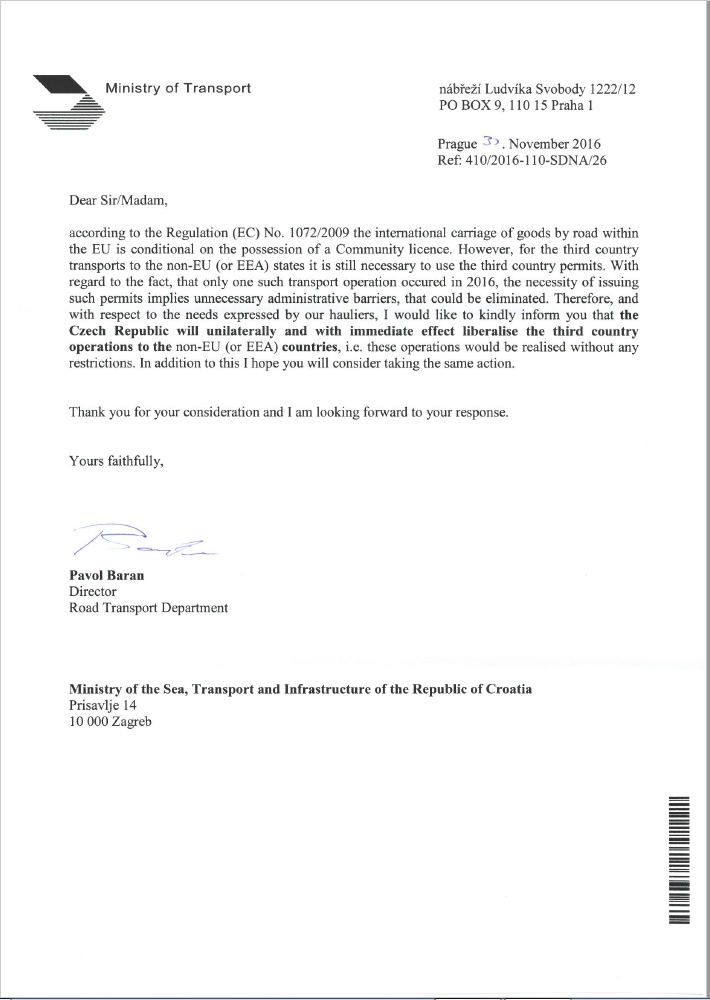 Ministry of Transport
nábřeží Ludvíka Svobody 1222/12
PO BOX 9, 110 15 Praha 1
Prague 30. November 2016
Ref: 410/2016-110-SDNA/26
Dear Sir/Madam,
according to the Regulation (EC) No. 1072/2009 the international carriage of goods by road within
the EU is conditional on the possession of a Community licence. However, for the third country
transports to the non-EU (or EEA) states it is still necessary to use the third country permits. With
regard to the fact, that only one such transport operation occured in 2016, the necessity of issuing
such permits implies unnecessary administrative barriers, that could be eliminated. Therefore, and
with respect to the needs expressed by our hauliers, I would like to kindly inform you that the
Czech Republic will unilaterally and with immediate effect liberalise the third country
operations to the non-EU (or EEA) countries, i.e. these operations would be realised without any
restrictions. In addition to this I hope you will consider taking the same action.
Thank you for your consideration and I am looking forward to your response.
Yours faithfully,
Pavol Baran
Director
Road Transport Department
Ministry of the Sea, Transport and Infrastructure of the Republic of Croatia
Prisavlje 14
10 000 Zagreb